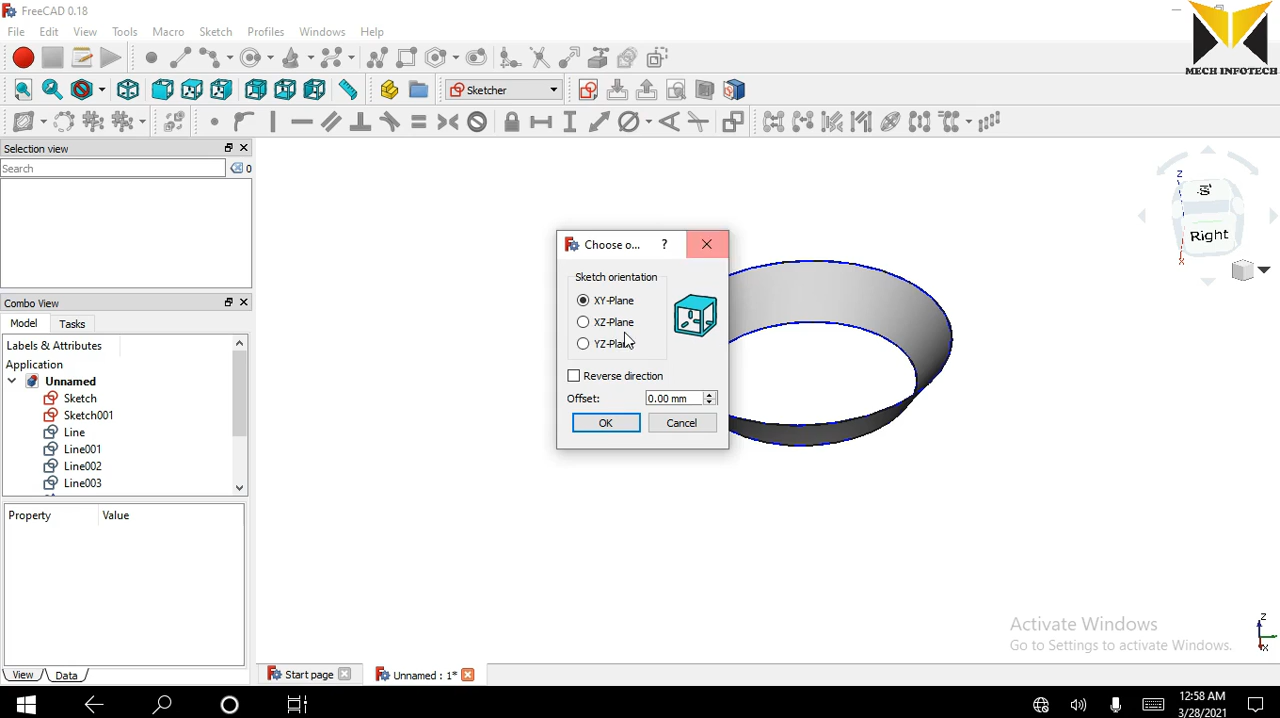 FreeCAD 0.18
File Edit View Tools Macro Sketch Profiles Windows Help
MECH INFOTECH
Sketcher
Selection view
Search
0
Combo View
Model Tasks
Labels & Attributes
Application
Unnamed
Sketch
Sketch001
Line
Line001
Line002
Line003
Property Value
View Data
Choose o... ?
Sketch orientation
XY-Plane
XZ-Plane
YZ-Plane
Reverse direction
Offset: 0.00 mm
OK Cancel
Z
S
Right
X
Z
X
Activate Windows
Go to Settings to activate Windows.
Start page Unnamed : 1*
12:58 AM
3/28/2021